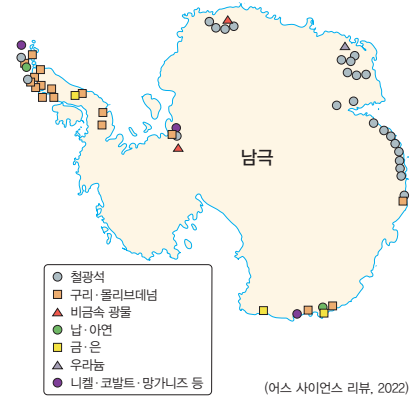 남극
철광석
구리·몰리브데넘
비금속 광물
납·아연
금·은
우라늄
니켈·코발트·망가니즈 등
(어스 사이언스 리뷰, 2022)